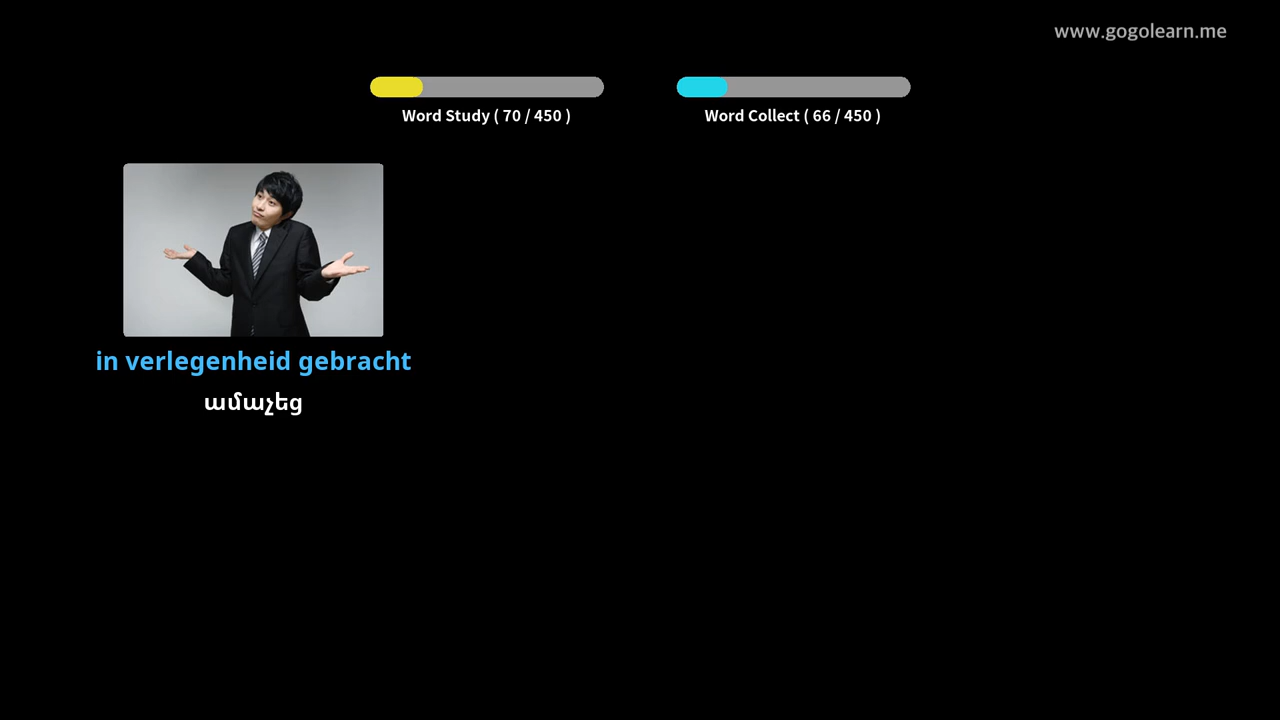 www.gogolearn.me
Word Study ( 70 / 450 )
Word Collect ( 66 / 450 )
in verlegenheid gebracht
ամաչեց